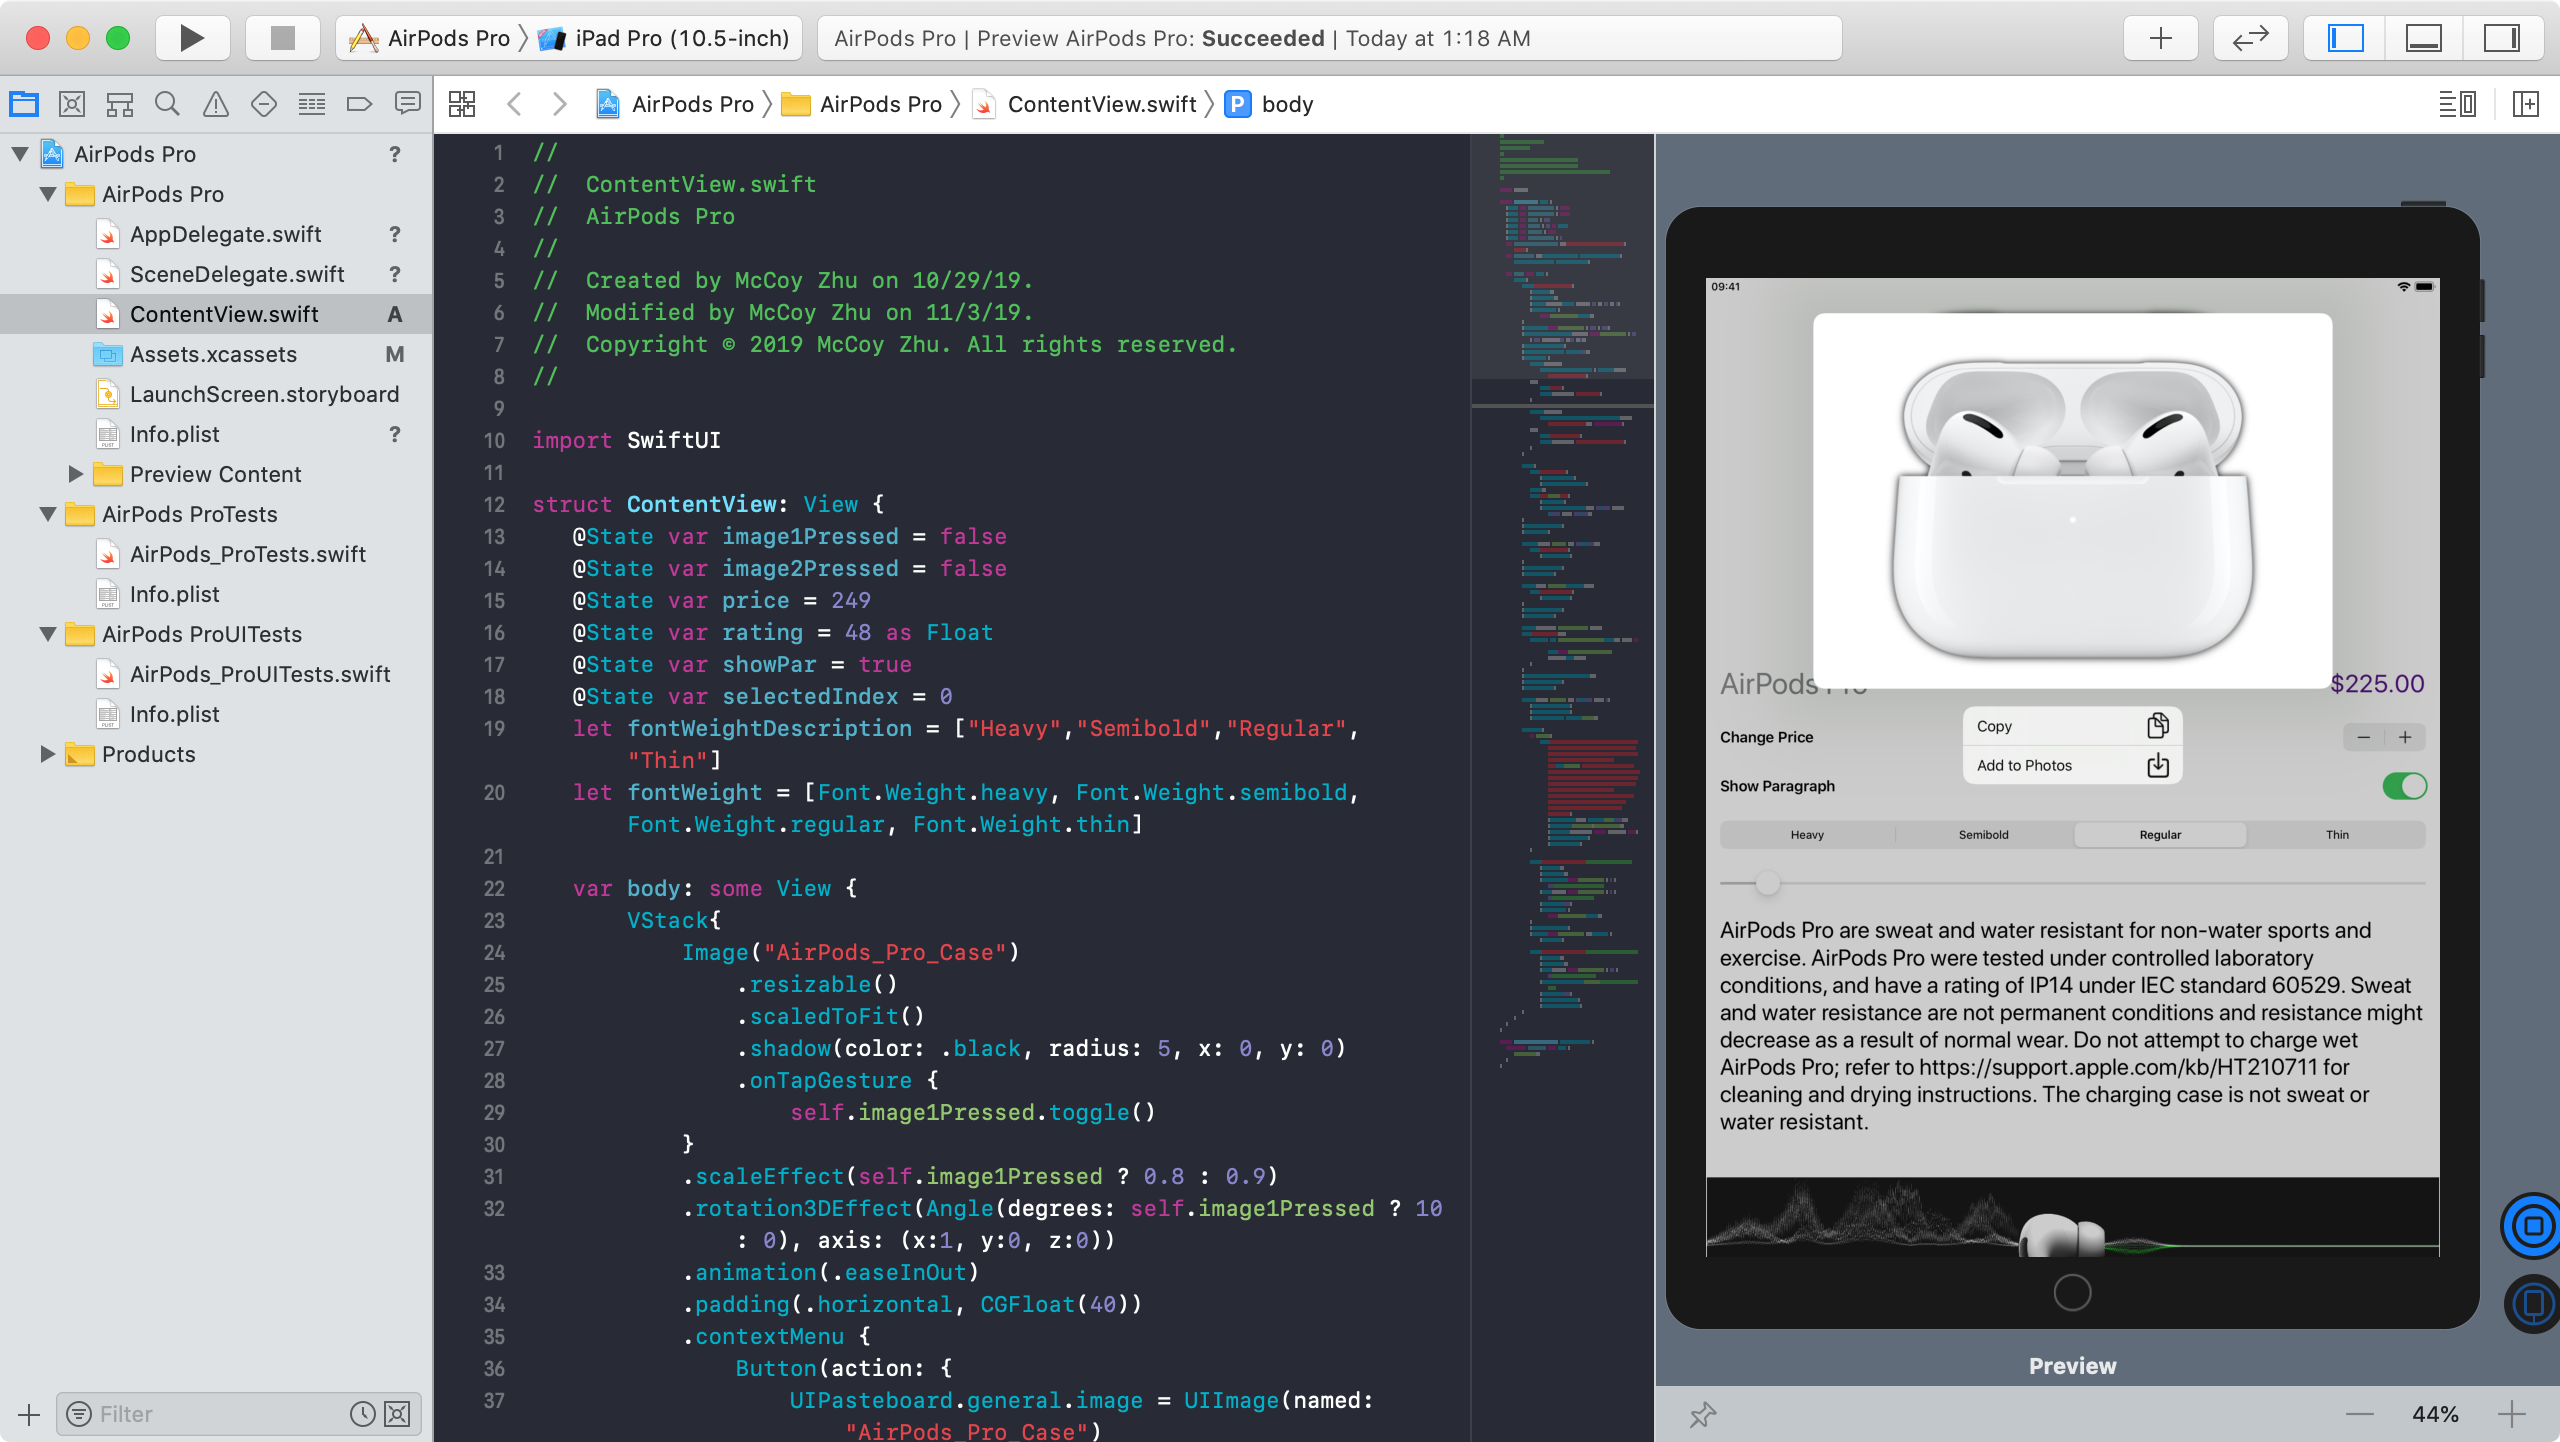 AirPods Pro
iPad Pro (10.5-inch)
AirPods Pro | Preview AirPods Pro: Succeeded | Today at 1:18 AM
AirPods Pro
AirPods Pro
ContentView.swift
P
body
AirPods Pro ?
AirPods Pro
AppDelegate.swift ?
SceneDelegate.swift ?
ContentView.swift A
Assets.xcassets M
LaunchScreen.storyboard
Info.plist ?
Preview Content
AirPods ProTests
AirPods_ProTests.swift
Info.plist
AirPods ProUITests
AirPods_ProUITests.swift
Info.plist
Products
Filter
1 //
2 //  ContentView.swift
3 //  AirPods Pro
4 //
5 //  Created by McCoy Zhu on 10/29/19.
6 //  Modified by McCoy Zhu on 11/3/19.
7 //  Copyright © 2019 McCoy Zhu. All rights reserved.
8 //
9
10 import SwiftUI
11
12 struct ContentView: View {
13 @State var image1Pressed = false
14 @State var image2Pressed = false
15 @State var price = 249
16 @State var rating = 48 as Float
17 @State var showPar = true
18 @State var selectedIndex = 0
19 let fontWeightDescription = ["Heavy","Semibold","Regular",
"Thin"]
20 let fontWeight = [Font.Weight.heavy, Font.Weight.semibold,
Font.Weight.regular, Font.Weight.thin]
21
22 var body: some View {
23 VStack{
24 Image("AirPods_Pro_Case")
25 .resizable()
26 .scaledToFit()
27 .shadow(color: .black, radius: 5, x: 0, y: 0)
28 .onTapGesture {
29 self.image1Pressed.toggle()
30 }
31 .scaleEffect(self.image1Pressed ? 0.8 : 0.9)
32 .rotation3DEffect(Angle(degrees: self.image1Pressed ? 10
: 0), axis: (x:1, y:0, z:0))
33 .animation(.easeInOut)
34 .padding(.horizontal, CGFloat(40))
35 .contextMenu {
36 Button(action: {
37 UIPasteboard.general.image = UIImage(named:
"AirPods_Pro_Case")
09:41
AirPods Pro
$225.00
Copy
Change Price
Add to Photos
Show Paragraph
Heavy Semibold Regular Thin
AirPods Pro are sweat and water resistant for non-water sports and
exercise. AirPods Pro were tested under controlled laboratory
conditions, and have a rating of IP14 under IEC standard 60529. Sweat
and water resistance are not permanent conditions and resistance might
decrease as a result of normal wear. Do not attempt to charge wet
AirPods Pro; refer to https://support.apple.com/kb/HT210711 for
cleaning and drying instructions. The charging case is not sweat or
water resistant.
Preview
44%